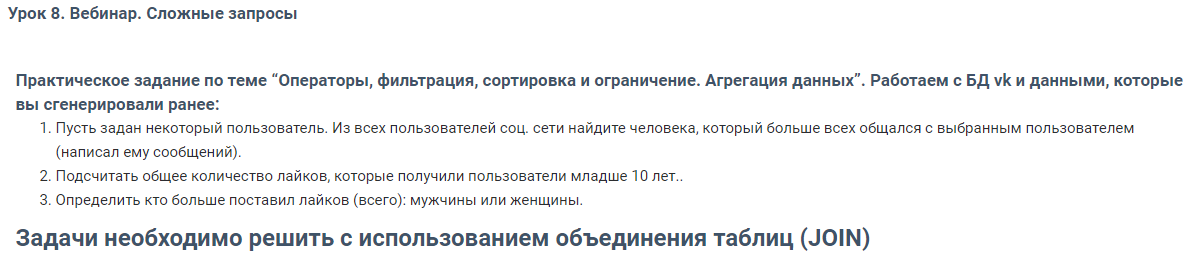 Урок 8. Вебинар. Сложные запросы
Практическое задание по теме “Операторы, фильтрация, сортировка и ограничение. Агрегация данных”. Работаем с БД vk и данными, которые
вы сгенерировали ранее:
1. Пусть задан некоторый пользователь. Из всех пользователей соц. сети найдите человека, который больше всех общался с выбранным пользователем
(написал ему сообщений).
2. Подсчитать общее количество лайков, которые получили пользователи младше 10 лет..
3. Определить кто больше поставил лайков (всего): мужчины или женщины.
Задачи необходимо решить с использованием объединения таблиц (JOIN)